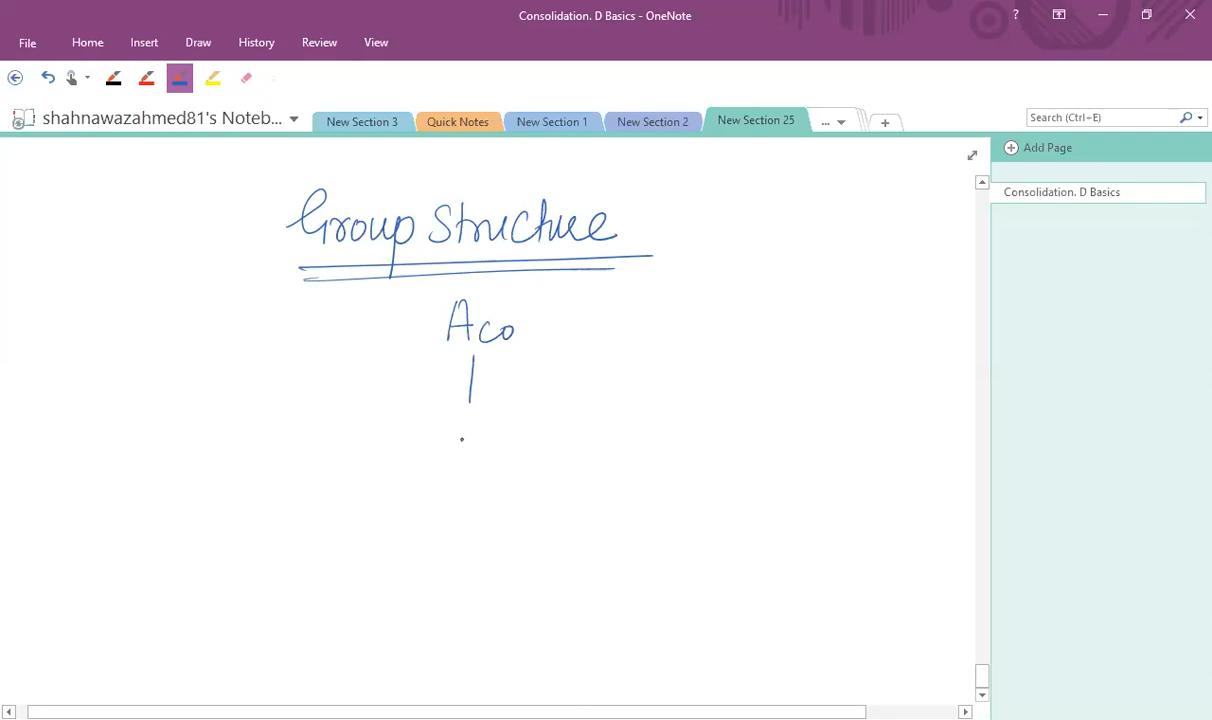 Consolidation. D Basics - OneNote
?
File
Home
Insert
Draw
History
Review
View
shahnawazahmed81's Noteb...
New Section 3
Quick Notes
New Section 1
New Section 2
New Section 25
...
Search (Ctrl+E)
Add Page
Consolidation. D Basics
Group Structure
A co